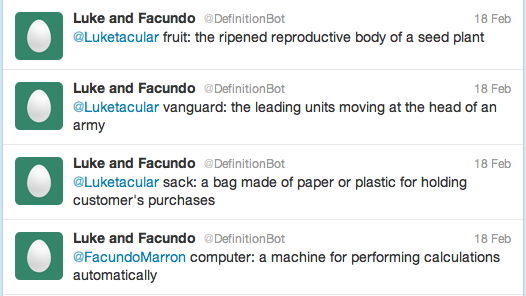 Luke and Facundo @DefinitionBot 18 Feb
@Luketacular fruit: the ripened reproductive body of a seed plant
Luke and Facundo @DefinitionBot 18 Feb
@Luketacular vanguard: the leading units moving at the head of an
army
Luke and Facundo @DefinitionBot 18 Feb
@Luketacular sack: a bag made of paper or plastic for holding
customer's purchases
Luke and Facundo @DefinitionBot 18 Feb
@FacundoMarron computer: a machine for performing calculations
automatically